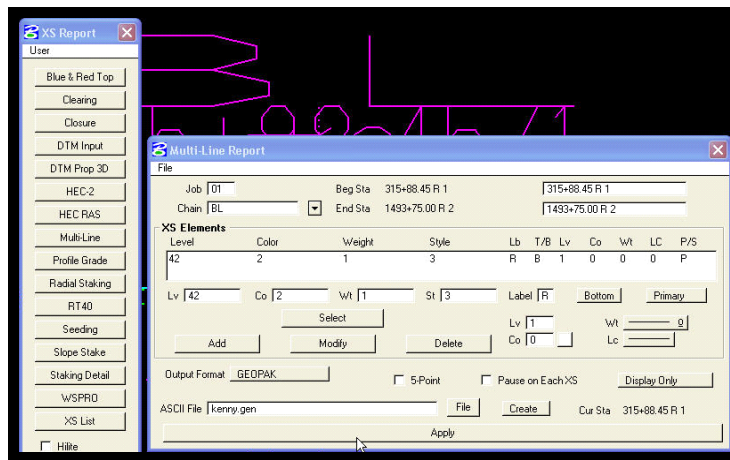 XS Report
User
Blue & Red Top
Clearing
Closure
DTM Input
DTM Prop 3D
HEC-2
HEC RAS
Multi-Line
Profile Grade
Radial Staking
RT40
Seeding
Slope Stake
Staking Detail
WSPRO
XS List
Hilite
Multi-Line Report
File
Job 01 Beg Sta 315+88.45 R 1 315+88.45 R 1
Chain BL End Sta 1493+75.00 R 2 1493+75.00 R 2
XS Elements
Level Color Weight Style Lb T/B Lv Co Wt LC P/S
42 2 1 3 R B 1 0 0 0 P
Lv 42 Co 2 Wt 1 St 3 Label R Bottom Primary
Select Lv 1 Wt 0
Add Modify Delete Co 0 Lc
Output Format GEOPAK 5-Point Pause on Each XS Display Only
ASCII File kenny.gen File Create Cur Sta 315+88.45 R 1
Apply